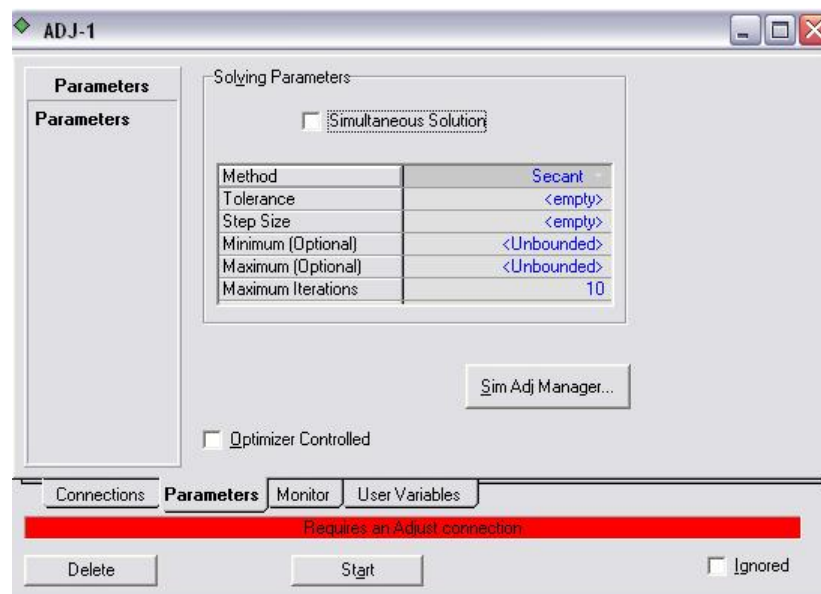 ADJ-1
Parameters
Parameters
Solving Parameters
Simultaneous Solution
Method Secant
Tolerance <empty>
Step Size <empty>
Minimum (Optional) <Unbounded>
Maximum (Optional) <Unbounded>
Maximum Iterations 10
Sim Adj Manager...
Optimizer Controlled
Connections Parameters Monitor User Variables
Requires an Adjust connection
Delete Start Ignored